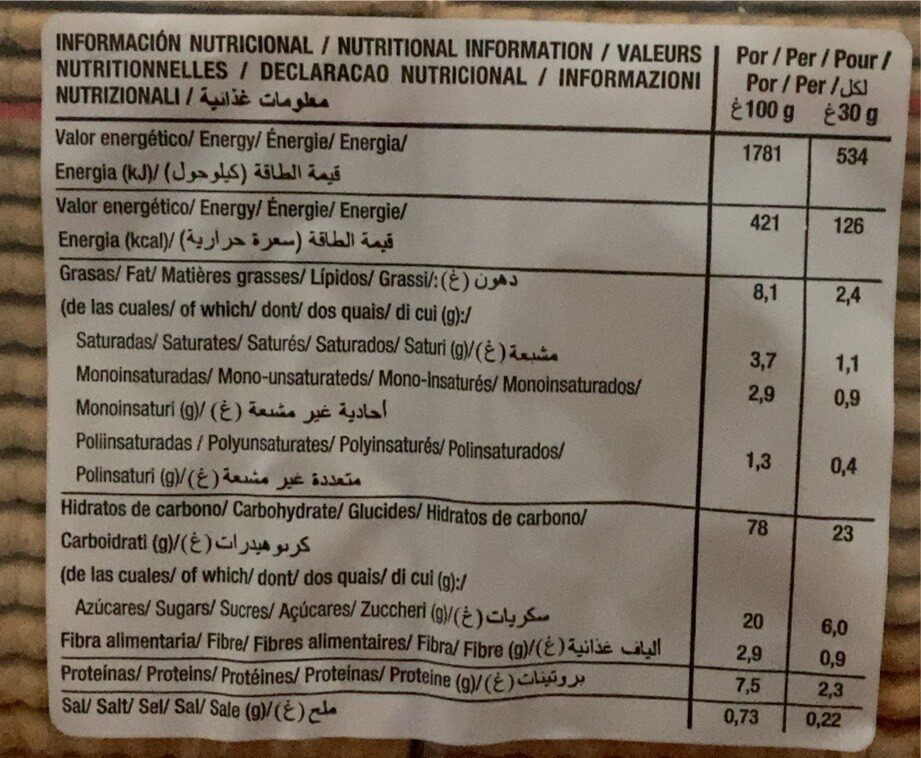 INFORMACIÓN NUTRICIONAL / NUTRITIONAL INFORMATION / VALEURS
NUTRITIONNELLES / DECLARACAO NUTRICIONAL / INFORMAZIONI
NUTRIZIONALI / معلومات غذائية
Por / Per / Pour /
Por / Per / لكل
غ100 g غ30 g
Valor energético/ Energy/ Énergie/ Energia/
Energia (kJ)/ قيمة الطاقة (كيلوجول) 1781 534
Valor energético/ Energy/ Énergie/ Energie/
Energia (kcal)/ قيمة الطاقة (سعرة حرارية) 421 126
Grasas/ Fat/ Matières grasses/ Lípidos/ Grassi/: دهون (غ) 8,1 2,4
(de las cuales/ of which/ dont/ dos quais/ di cui (g):/
Saturadas/ Saturates/ Saturés/ Saturados/ Saturi (g)/ مشبعة (غ) 3,7 1,1
Monoinsaturadas/ Mono-unsaturateds/ Mono-Insaturés/ Monoinsaturados/ 2,9 0,9
Monoinsaturi (g)/ أحادية غير مشبعة (غ)
Poliinsaturadas / Polyunsaturates/ Polyinsaturés/ Polinsaturados/ 1,3 0,4
Polinsaturi (g)/ متعددة غير مشبعة (غ)
Hidratos de carbono/ Carbohydrate/ Glucides/ Hidratos de carbono/ 78 23
Carboidrati (g)/ كربوهيدرات (غ)
(de las cuales/ of which/ dont/ dos quais/ di cui (g):/
Azúcares/ Sugars/ Sucres/ Açúcares/ Zuccheri (g)/ سكريات (غ) 20 6,0
Fibra alimentaria/ Fibre/ Fibres alimentaires/ Fibra/ Fibre (g)/ ألياف غذائية (غ) 2,9 0,9
Proteínas/ Proteins/ Protéines/ Proteínas/ Proteine (g)/ بروتينات (غ) 7,5 2,3
Sal/ Salt/ Sel/ Sal/ Sale (g)/ ملح (غ) 0,73 0,22